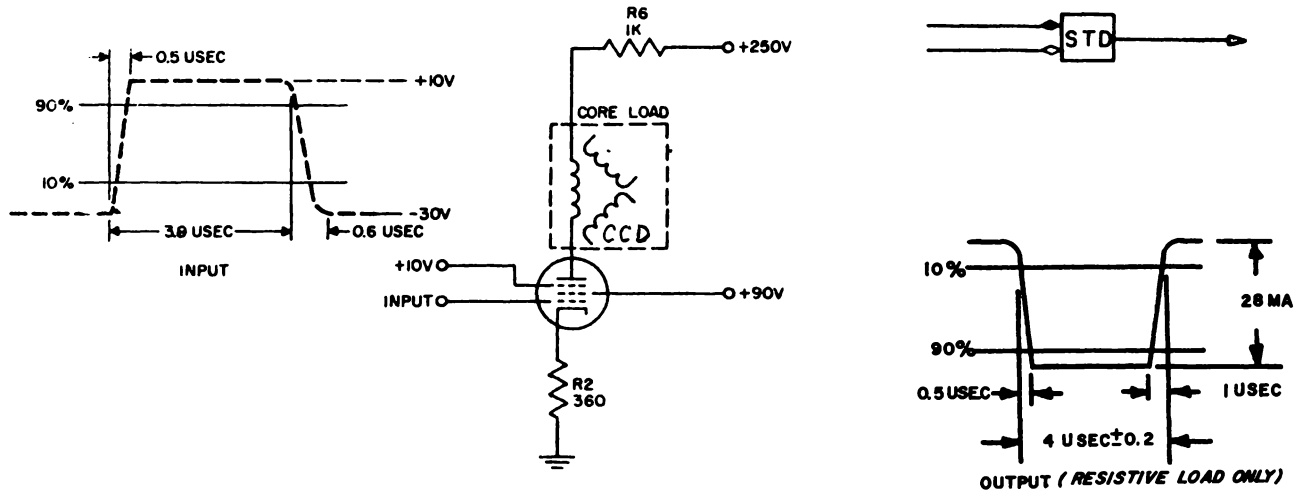 0.5 USEC
+10V
90%
10%
-30V
3.9 USEC
0.6 USEC
INPUT
R6
1K
+250V
CORE LOAD
CCD
+10V
INPUT
+90V
R2
360
STD
10%
90%
28 MA
0.5 USEC
1 USEC
4 USEC±0.2
OUTPUT (RESISTIVE LOAD ONLY)